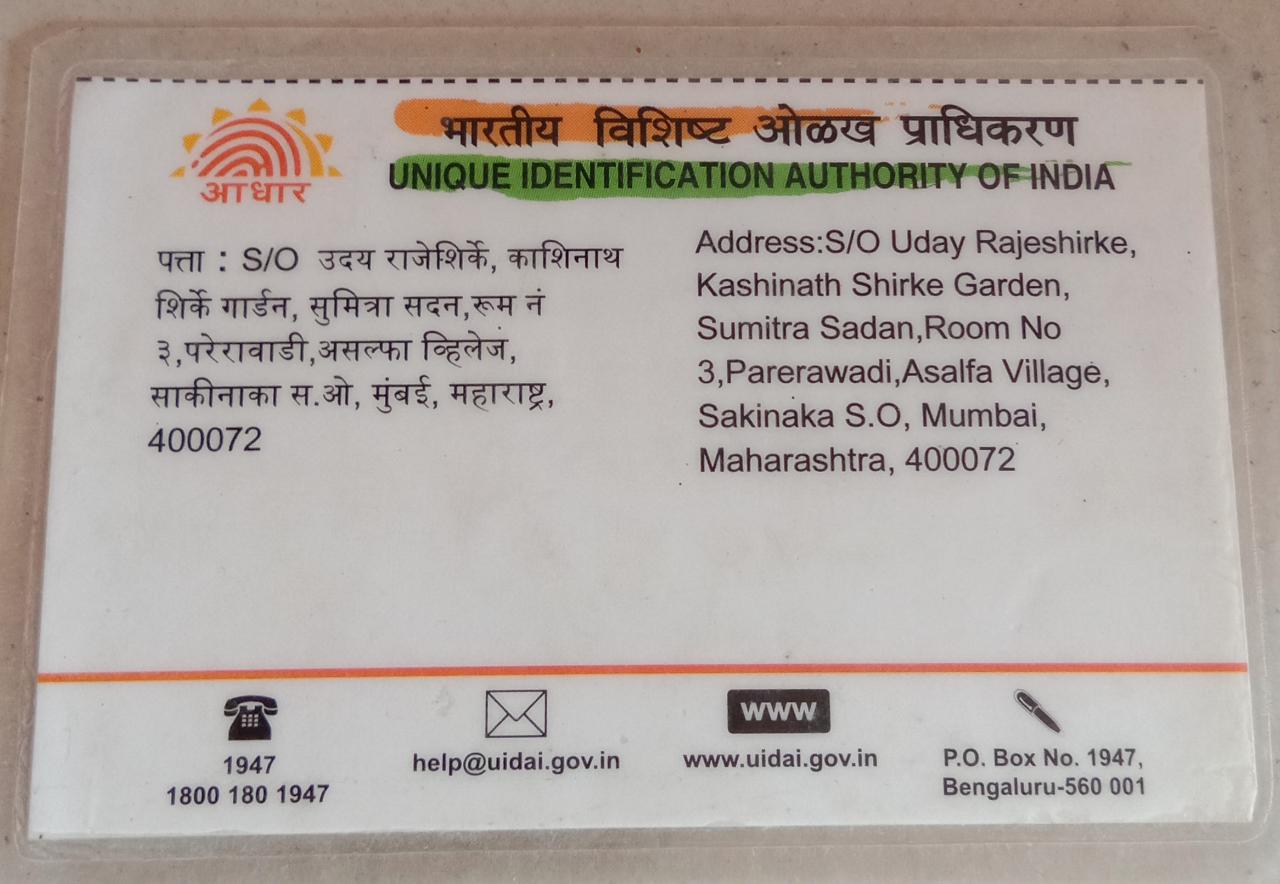 आधार
भारतीय विशिष्ट ओळख प्राधिकरण
UNIQUE IDENTIFICATION AUTHORITY OF INDIA
पत्ता : S/O उदय राजेशिर्के, काशिनाथ
शिर्के गार्डन, सुमित्रा सदन,रूम नं
३,परेरावाडी,असल्फा व्हिलेज,
साकीनाका स.ओ, मुंबई, महाराष्ट्र,
400072
Address:S/O Uday Rajeshirke,
Kashinath Shirke Garden,
Sumitra Sadan,Room No
3,Parerawadi,Asalfa Village,
Sakinaka S.O, Mumbai,
Maharashtra, 400072
1947
1800 180 1947
help@uidai.gov.in
www
www.uidai.gov.in
P.O. Box No. 1947,
Bengaluru-560 001